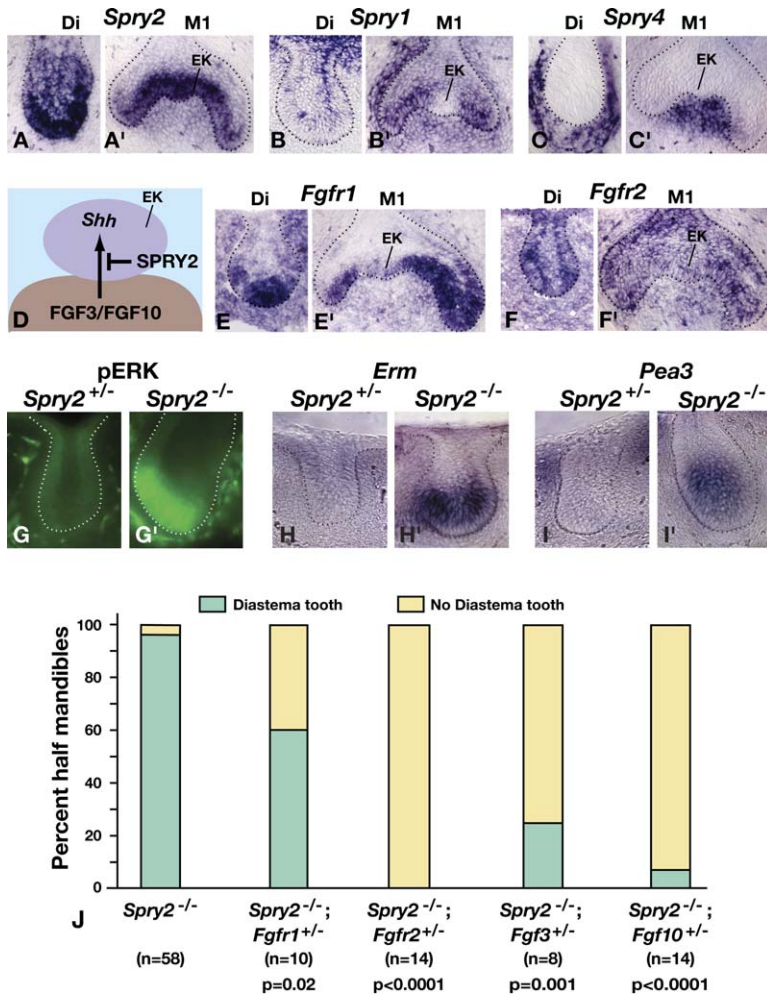 Di Spry2 M1 Spry1 Di M1 Di Spry4 M1
EK EK EK
A A' B B' C C'
Di Fgfr1 M1 Di Fgfr2 M1
Shh EK
SPRY2
FGF3/FGF10
D
EK EK
E E' F F'
pERK Erm Pea3
Spry2 +/- Spry2 -/- Spry2 +/- Spry2 -/- Spry2 +/- Spry2 -/-
G G' H H' I I'
Diastema tooth No Diastema tooth
Percent half mandibles
100
80
60
40
20
0
J
Spry2 -/- Spry2 -/-; Spry2 -/-; Spry2 -/-; Spry2 -/-;
Fgfr1 +/- Fgfr2 +/- Fgf3 +/- Fgf10 +/-
(n=58) (n=10) (n=14) (n=8) (n=14)
p=0.02 p<0.0001 p=0.001 p<0.0001